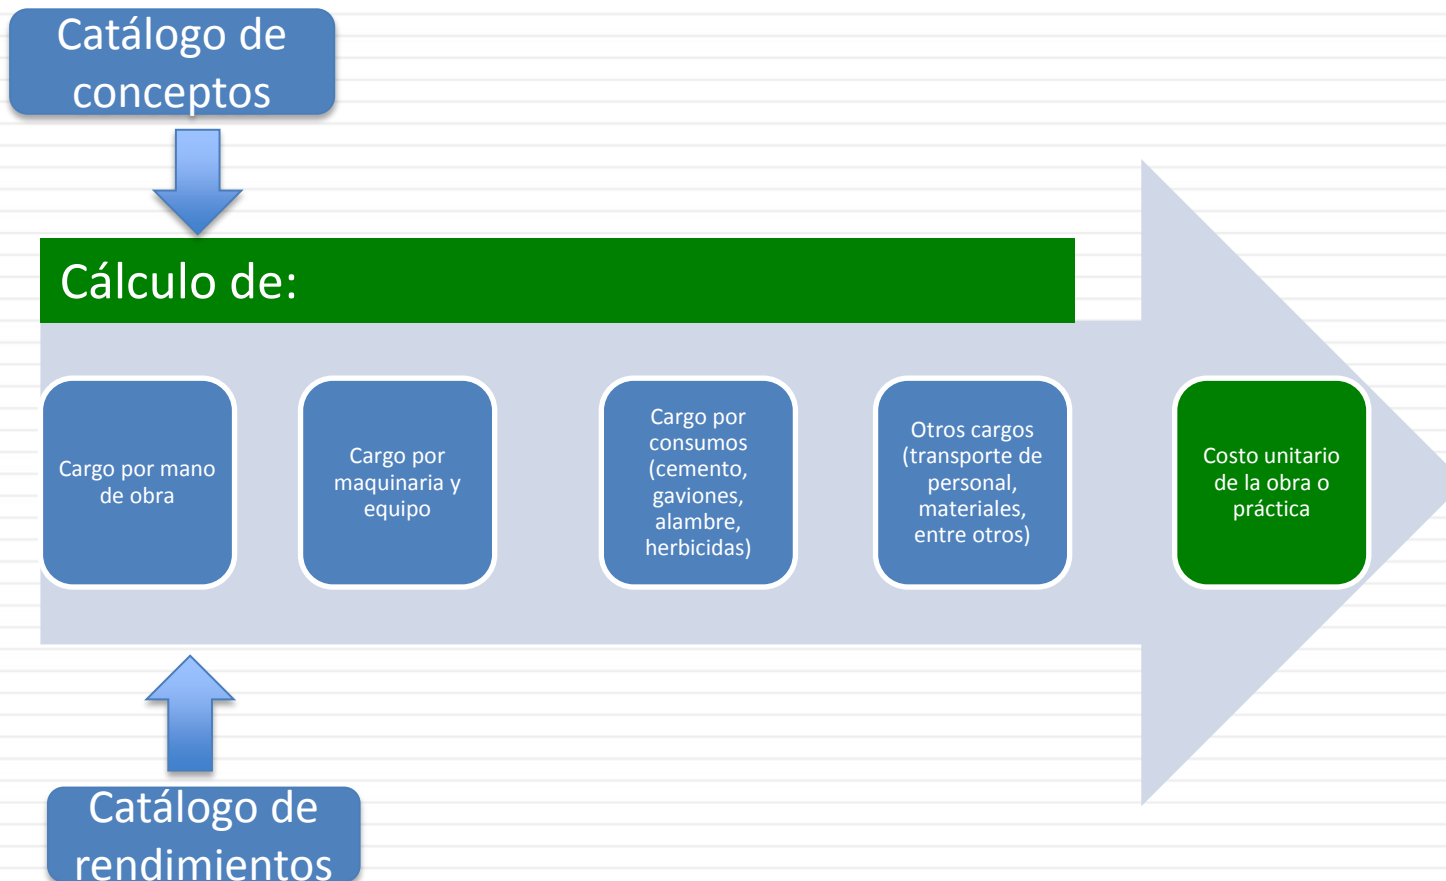 Catálogo de
conceptos
Cálculo de:
Cargo por mano
de obra
Cargo por
maquinaria y
equipo
Cargo por
consumos
(cemento,
gaviones,
alambre,
herbicidas)
Otros cargos
(transporte de
personal,
materiales,
entre otros)
Costo unitario
de la obra o
práctica
Catálogo de
rendimientos